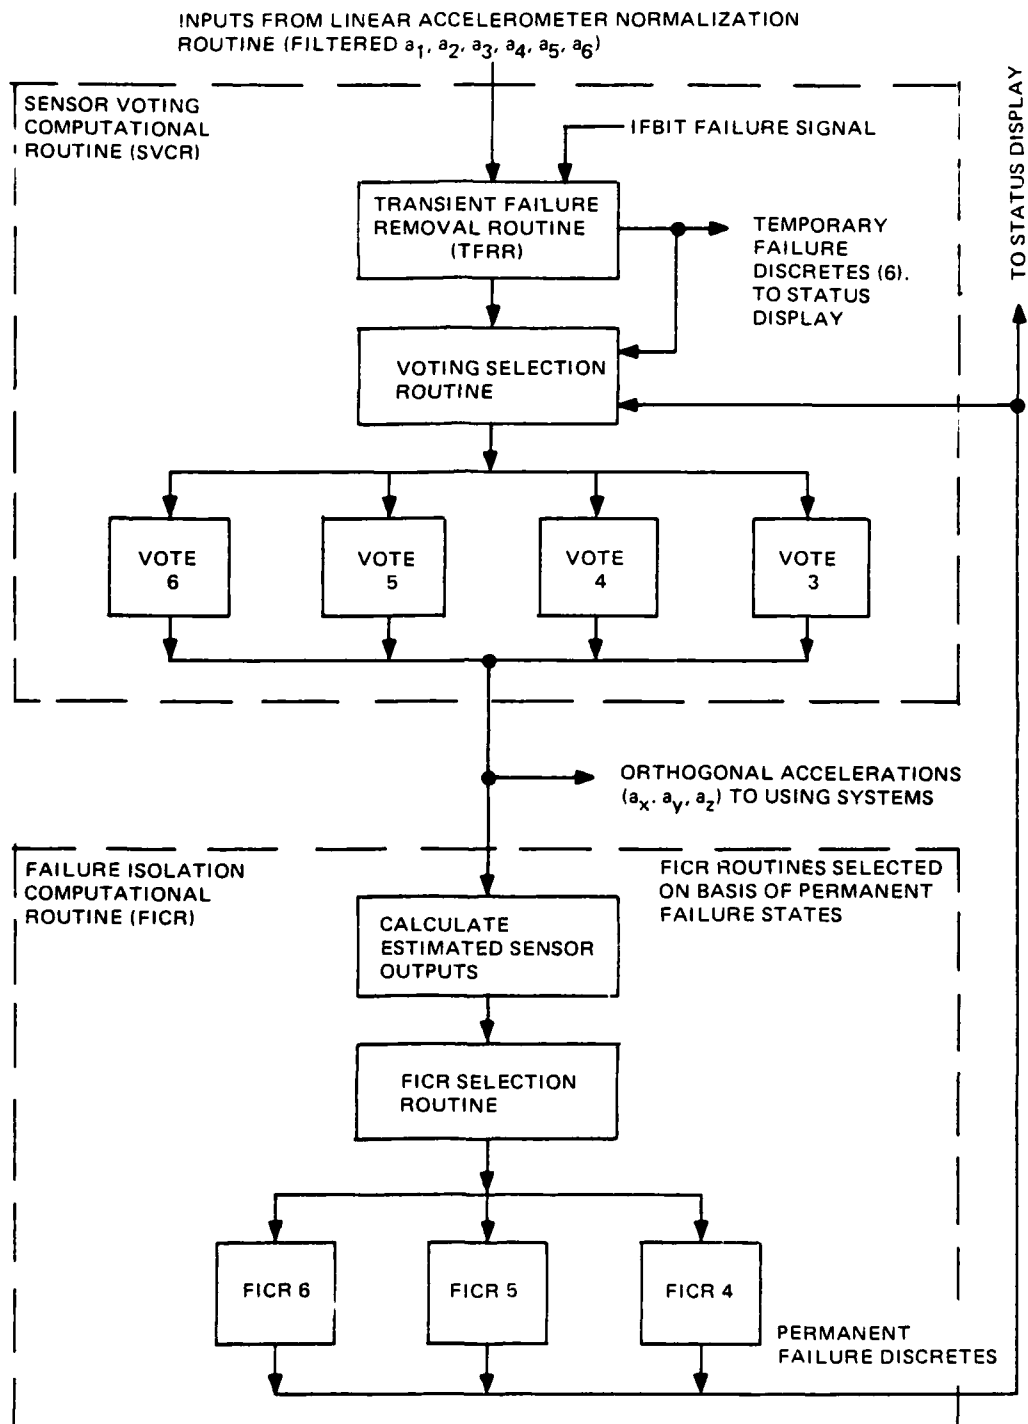 INPUTS FROM LINEAR ACCELEROMETER NORMALIZATION
ROUTINE (FILTERED a1, a2, a3, a4, a5, a6)
TO STATUS DISPLAY
SENSOR VOTING
COMPUTATIONAL
ROUTINE (SVCR)
IFBIT FAILURE SIGNAL
TRANSIENT FAILURE
REMOVAL ROUTINE
(TFRR)
TEMPORARY
FAILURE
DISCRETES (6).
TO STATUS
DISPLAY
VOTING SELECTION
ROUTINE
VOTE
6
VOTE
5
VOTE
4
VOTE
3
ORTHOGONAL ACCELERATIONS
(ax, ay, az) TO USING SYSTEMS
FAILURE ISOLATION
COMPUTATIONAL
ROUTINE (FICR)
FICR ROUTINES SELECTED
ON BASIS OF PERMANENT
FAILURE STATES
CALCULATE
ESTIMATED SENSOR
OUTPUTS
FICR SELECTION
ROUTINE
FICR 6
FICR 5
FICR 4
PERMANENT
FAILURE DISCRETES